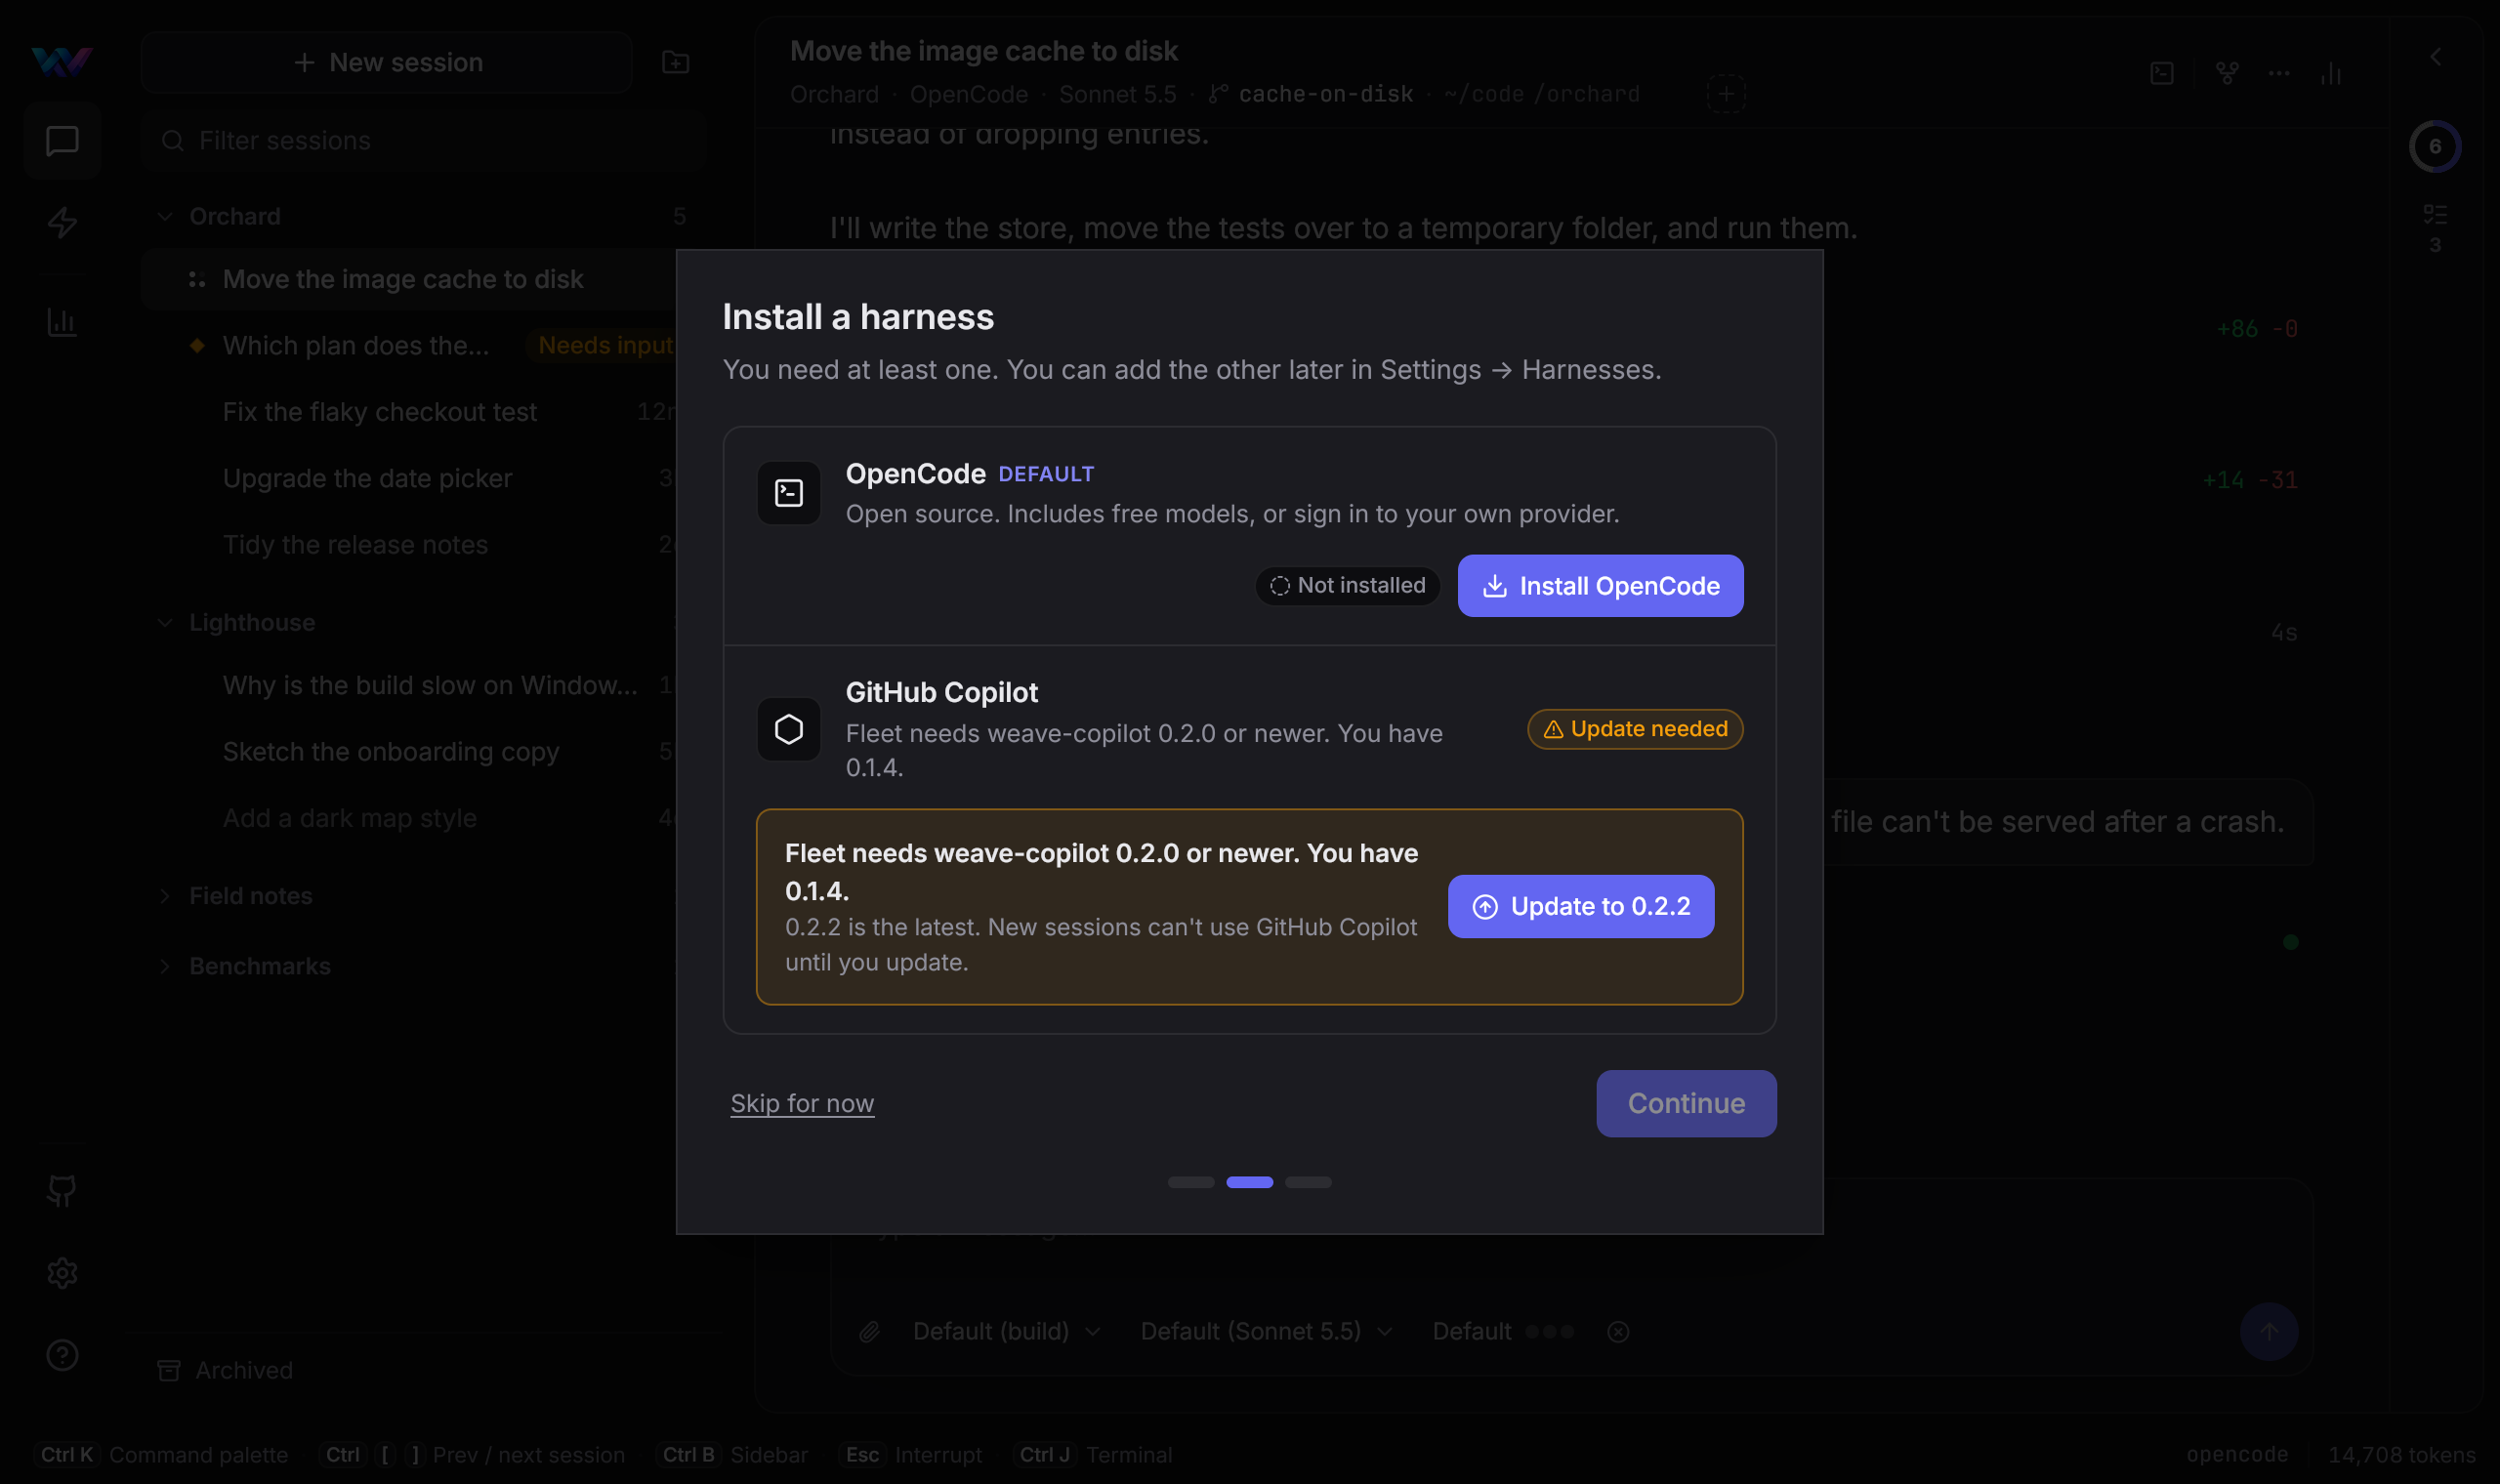 New session
Filter sessions
Orchard 5
Move the image cache to disk
Which plan does the... Needs input
Fix the flaky checkout test
Upgrade the date picker
Tidy the release notes
Lighthouse
Why is the build slow on Window...
Sketch the onboarding copy
Add a dark map style
Field notes
Benchmarks
Archived
Move the image cache to disk
Orchard · OpenCode · Sonnet 5.5 · cache-on-disk · ~/code /orchard
instead of dropping entries.
I'll write the store, move the tests over to a temporary folder, and run them.
+86 -0
+14 -31
4s
file can't be served after a crash.
6
3
Install a harness
You need at least one. You can add the other later in Settings → Harnesses.
OpenCode DEFAULT
Open source. Includes free models, or sign in to your own provider.
Not installed
Install OpenCode
GitHub Copilot
Fleet needs weave-copilot 0.2.0 or newer. You have
0.1.4.
Update needed
Fleet needs weave-copilot 0.2.0 or newer. You have
0.1.4.
0.2.2 is the latest. New sessions can't use GitHub Copilot
until you update.
Update to 0.2.2
Skip for now
Continue
Default (build)
Default (Sonnet 5.5)
Default
Ctrl K Command palette Ctrl [ ] Prev / next session Ctrl B Sidebar Esc Interrupt Ctrl J Terminal
opencode 14,708 tokens